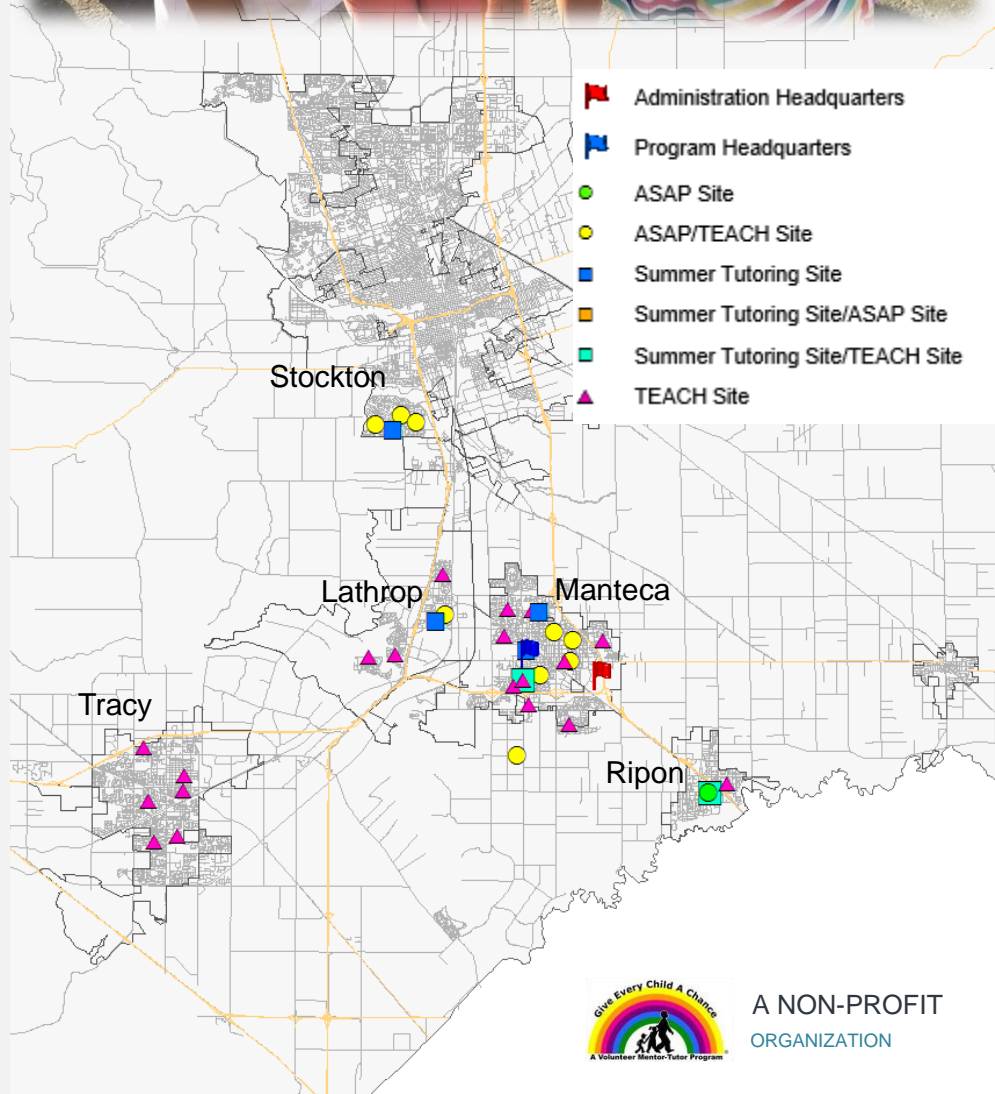 Administration Headquarters
Program Headquarters
ASAP Site
ASAP/TEACH Site
Summer Tutoring Site
Summer Tutoring Site/ASAP Site
Summer Tutoring Site/TEACH Site
TEACH Site
Stockton
Lathrop
Manteca
Tracy
Ripon
Give Every Child A Chance
A Volunteer Mentor-Tutor Program
A NON-PROFIT
ORGANIZATION